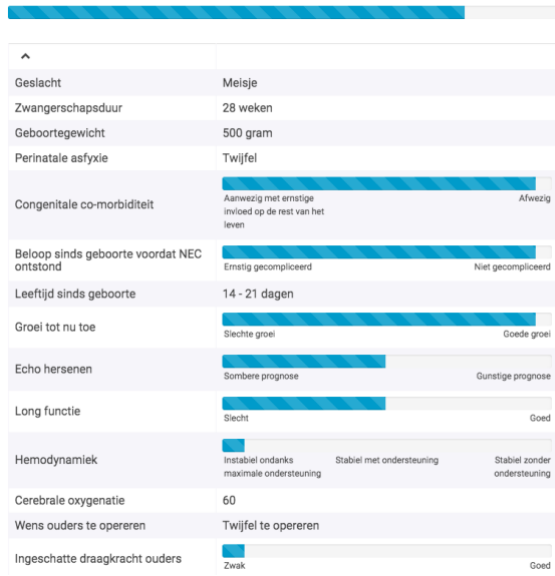 Geslacht Meisje
Zwangerschapsduur 28 weken
Geboortegewicht 500 gram
Perinatale asfyxie Twijfel
Congenitale co-morbiditeit
Aanwezig met ernstige Afwezig
invloed op de rest van het
leven
Beloop sinds geboorte voordat NEC
ontstond
Ernstig gecompliceerd Niet gecompliceerd
Leeftijd sinds geboorte 14 - 21 dagen
Groei tot nu toe
Slechte groei Goede groei
Echo hersenen
Sombere prognose Gunstige prognose
Long functie
Slecht Goed
Hemodynamiek
Instabiel ondanks Stabiel met ondersteuning Stabiel zonder
maximale ondersteuning ondersteuning
Cerebrale oxygenatie 60
Wens ouders te opereren Twijfel te opereren
Ingeschatte draagkracht ouders
Zwak Goed